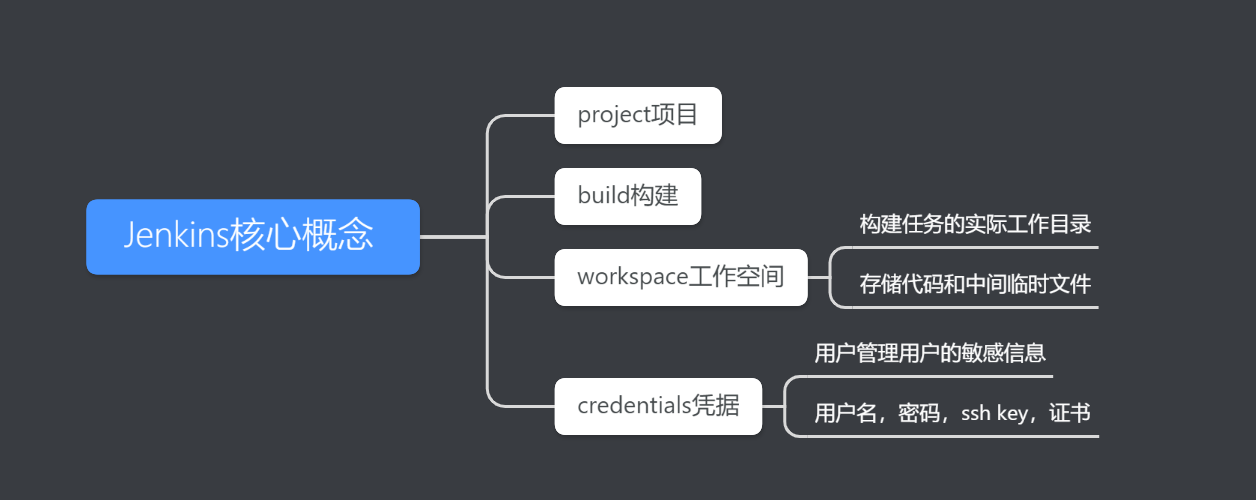 Jenkins核心概念
project项目
build构建
workspace工作空间
构建任务的实际工作目录
存储代码和中间临时文件
credentials凭据
用户管理用户的敏感信息
用户名，密码，ssh key，证书